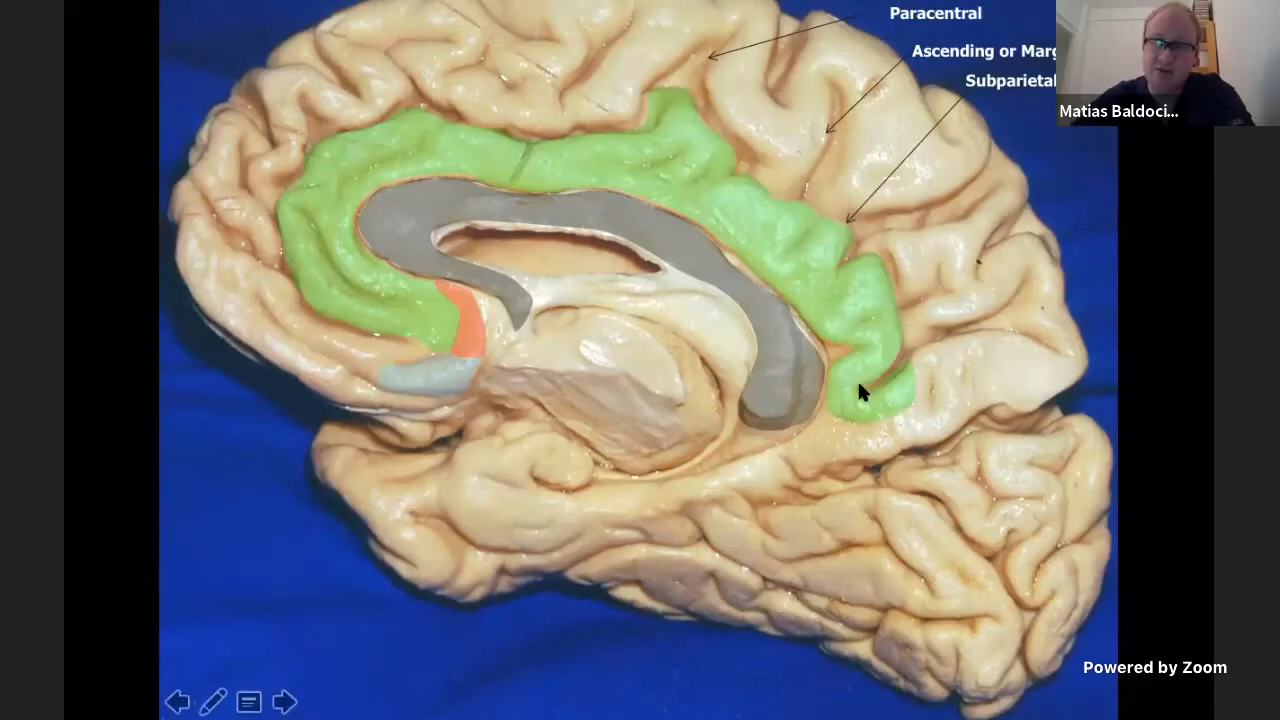 Paracentral
Ascending or Marg
Subparietal
Matias Baldoci...
Powered by Zoom